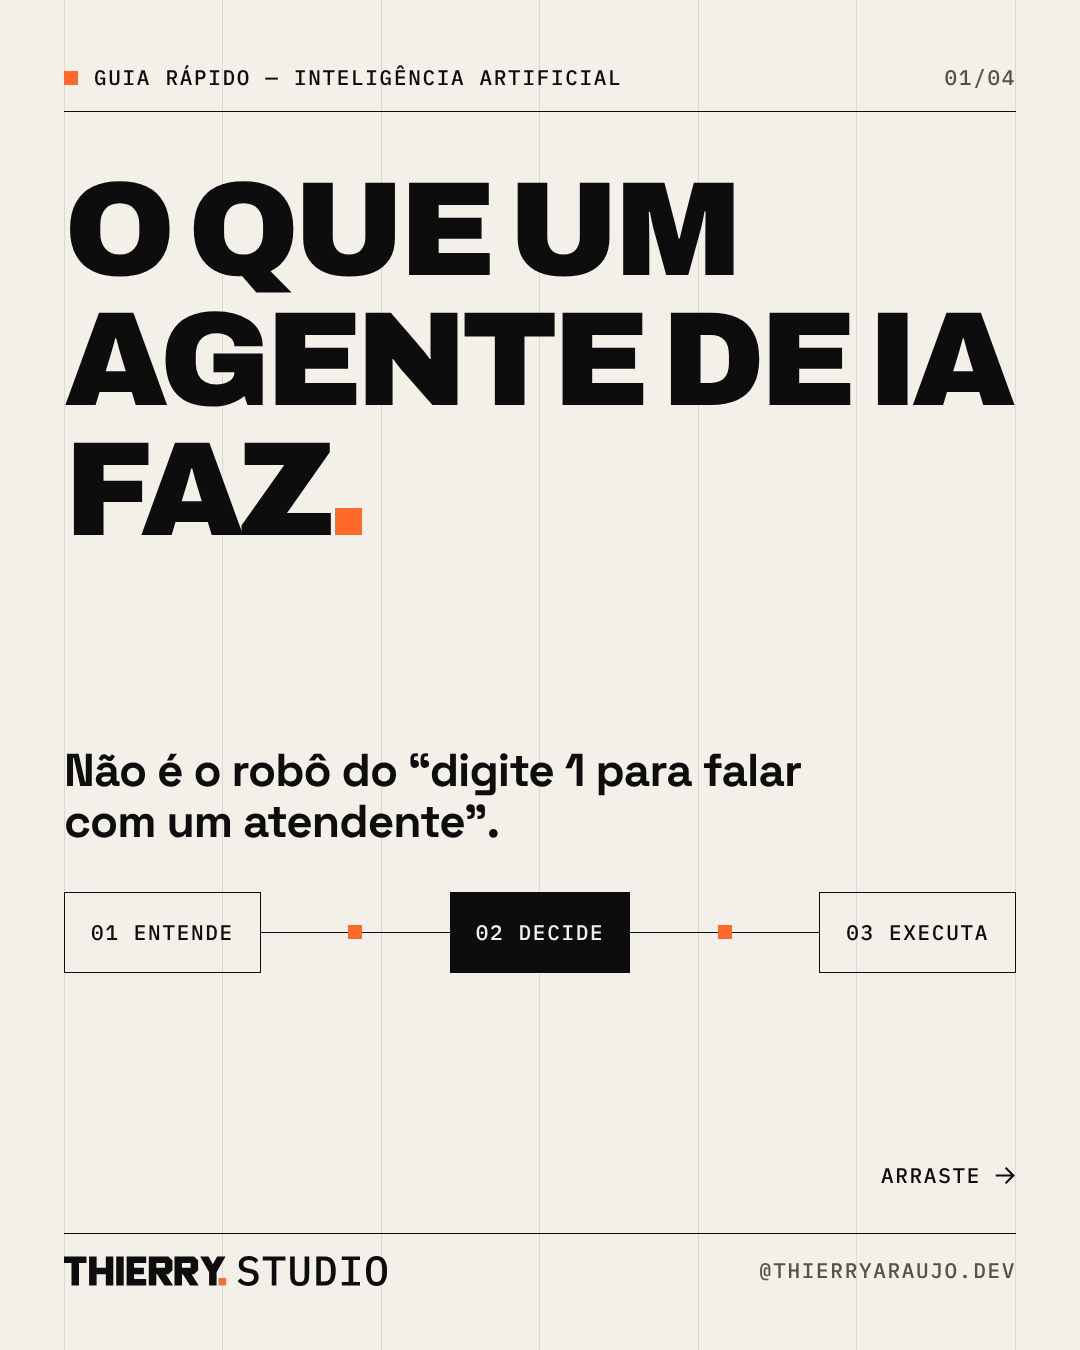 GUIA RÁPIDO — INTELIGÊNCIA ARTIFICIAL
01/04
O QUE UM
AGENTE DE IA
FAZ.
Não é o robô do “digite 1 para falar
com um atendente”.
01 ENTENDE
02 DECIDE
03 EXECUTA
ARRASTE →
THIERRY. STUDIO
@THIERRYARAUJO.DEV